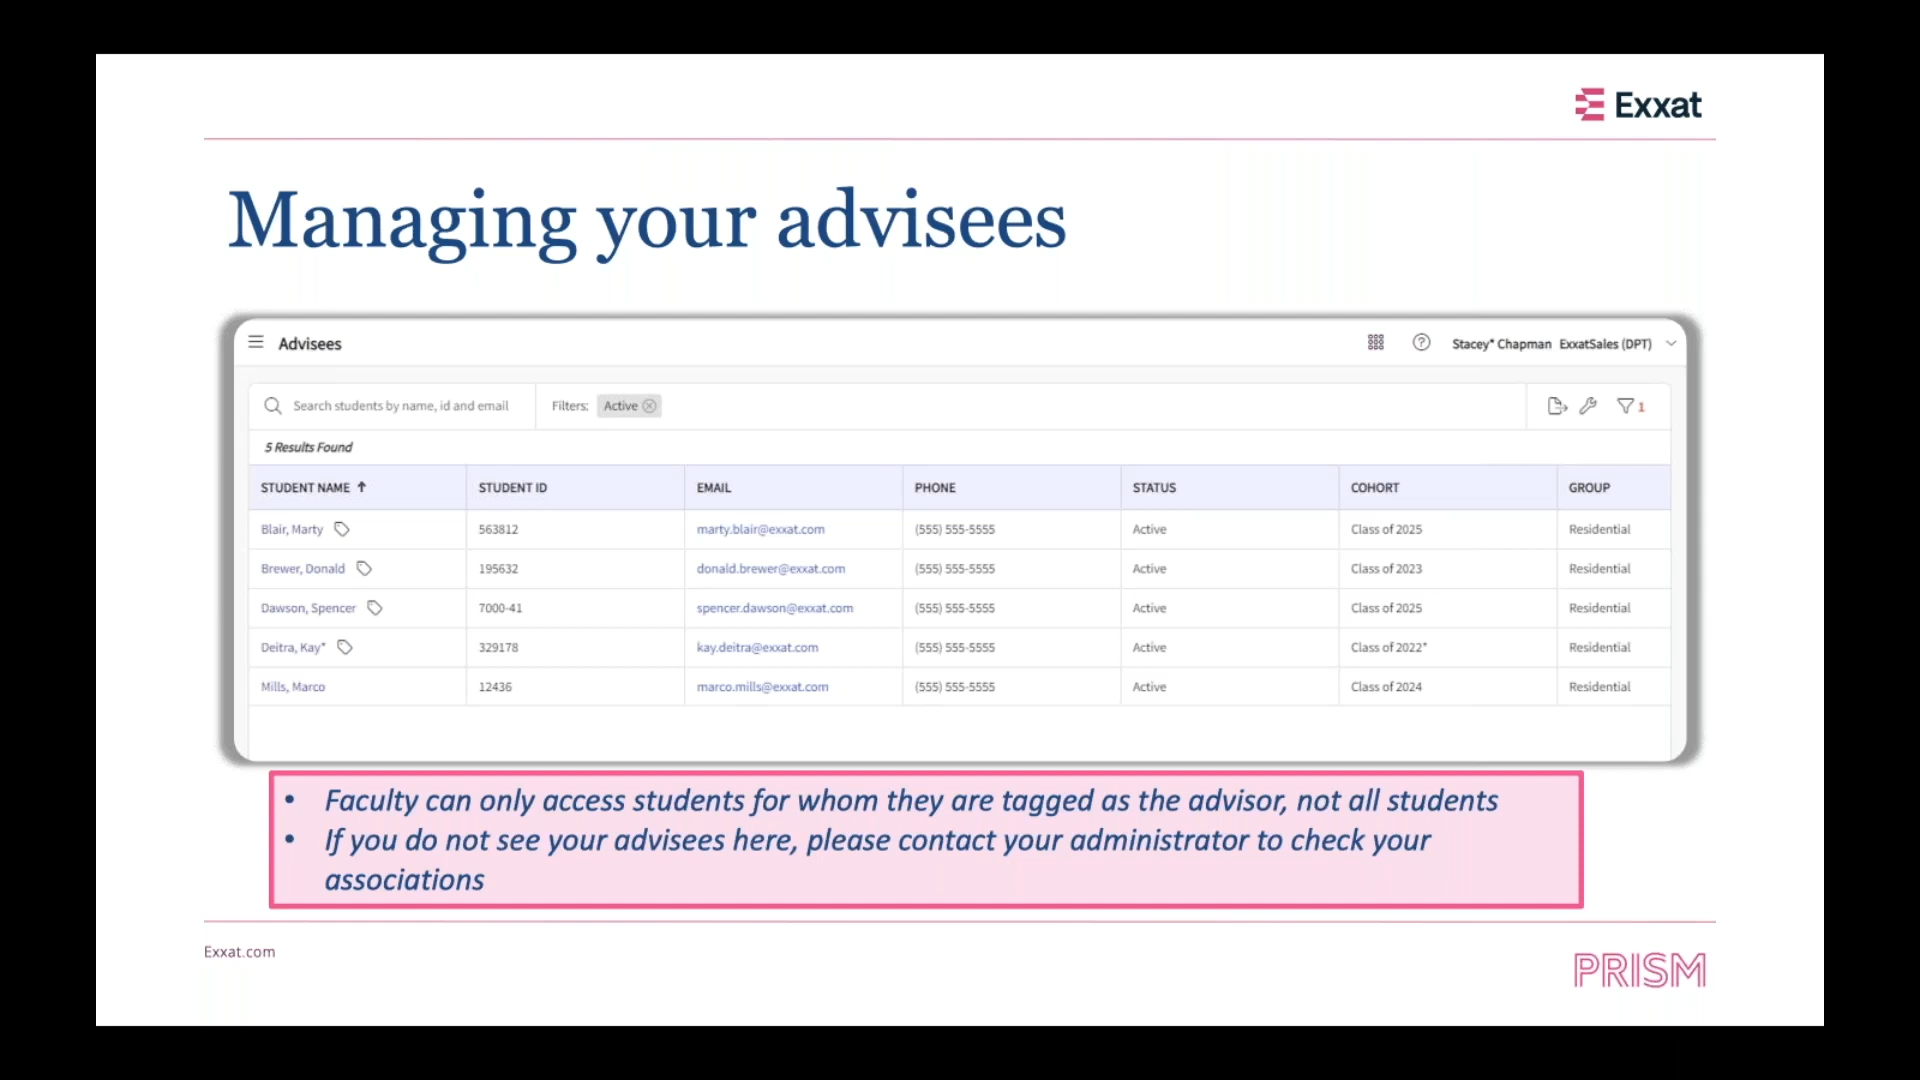 Exxat
Managing your advisees
Advisees
Stacey* Chapman ExxatSales (DPT)
Search students by name, id and email Filters: Active 1
5 Results Found
STUDENT NAME STUDENT ID EMAIL PHONE STATUS COHORT GROUP
Blair, Marty 563812 marty.blair@exxat.com (555) 555-5555 Active Class of 2025 Residential
Brewer, Donald 195632 donald.brewer@exxat.com (555) 555-5555 Active Class of 2023 Residential
Dawson, Spencer 7000-41 spencer.dawson@exxat.com (555) 555-5555 Active Class of 2025 Residential
Deitra, Kay* 329178 kay.deitra@exxat.com (555) 555-5555 Active Class of 2022* Residential
Mills, Marco 12436 marco.mills@exxat.com (555) 555-5555 Active Class of 2024 Residential
• Faculty can only access students for whom they are tagged as the advisor, not all students
• If you do not see your advisees here, please contact your administrator to check your
associations
Exxat.com
PRISM